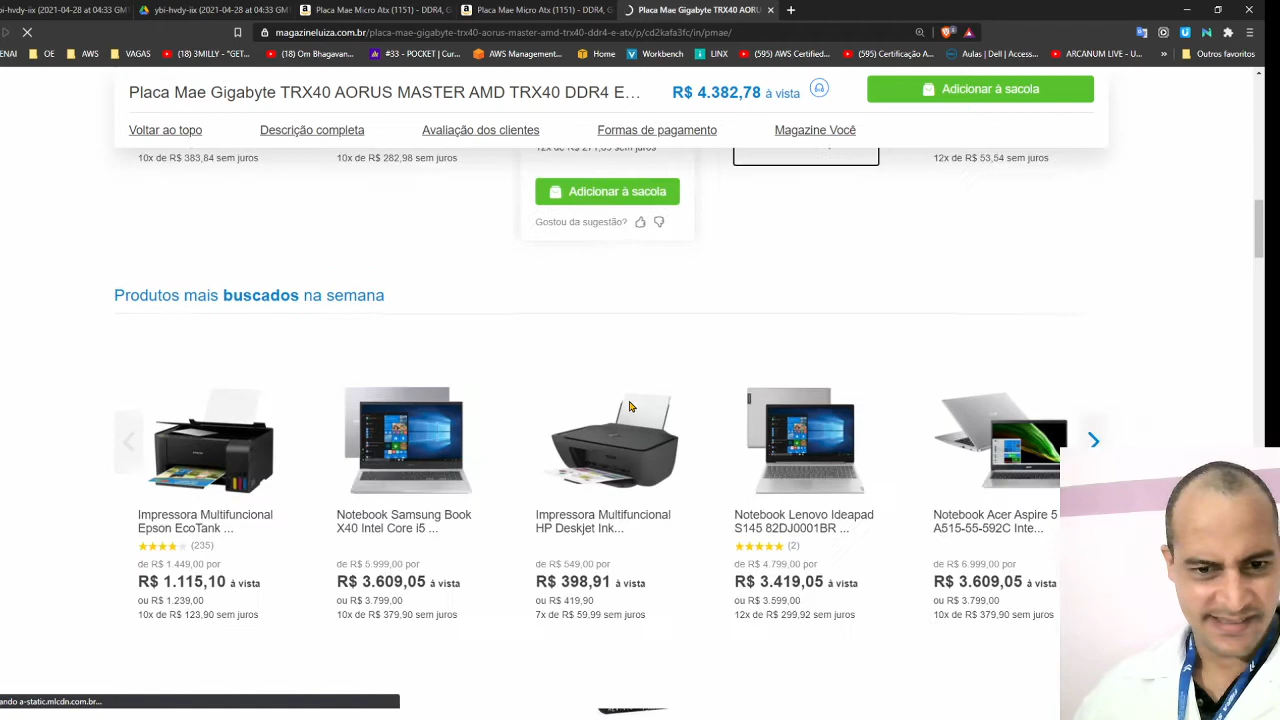 ybi-hvdy-iix (2021-04-28 at 04:33 GMT
ybi-hvdy-iix (2021-04-28 at 04:33 GM
Placa Mae Micro Atx (1151) - DDR4, G
Placa Mae Micro Atx (1151) - DDR4, G
Placa Mae Gigabyte TRX40 AORU
magazineluiza.com.br/placa-mae-gigabyte-trx40-aorus-master-amd-trx40-ddr4-e-atx/p/cd2kafa3fc/in/pmae/
ENAI
OE
AWS
VAGAS
(18) 3MILLY - "GET...
(18) Om Bhagavan...
#33 - POCKET | Cur...
AWS Management...
Home
Workbench
LINX
(595) AWS Certified...
(595) Certificação A...
Aulas | Dell | Access...
ARCANUM LIVE - U...
Outros favoritos
Placa Mae Gigabyte TRX40 AORUS MASTER AMD TRX40 DDR4 E...
R$ 4.382,78 à vista
Adicionar à sacola
Voltar ao topo
Descrição completa
Avaliação dos clientes
Formas de pagamento
Magazine Você
10x de R$ 383,84 sem juros
10x de R$ 282,98 sem juros
12x de R$ 53,54 sem juros
Adicionar à sacola
Gostou da sugestão?
Produtos mais buscados na semana
Impressora Multifuncional
Epson EcoTank ...
(235)
de R$ 1.449,00 por
R$ 1.115,10 à vista
ou R$ 1.239,00
10x de R$ 123,90 sem juros
Notebook Samsung Book
X40 Intel Core i5 ...
de R$ 5.999,00 por
R$ 3.609,05 à vista
ou R$ 3.799,00
10x de R$ 379,90 sem juros
Impressora Multifuncional
HP Deskjet Ink...
de R$ 549,00 por
R$ 398,91 à vista
ou R$ 419,90
7x de R$ 59,99 sem juros
Notebook Lenovo Ideapad
S145 82DJ0001BR ...
(2)
de R$ 4.799,00 por
R$ 3.419,05 à vista
ou R$ 3.599,00
12x de R$ 299,92 sem juros
Notebook Acer Aspire 5
A515-55-592C Inte...
de R$ 6.999,00 por
R$ 3.609,05 à vista
ou R$ 3.799,00
10x de R$ 379,90 sem juros
ando a-static.mlcdn.com.br...